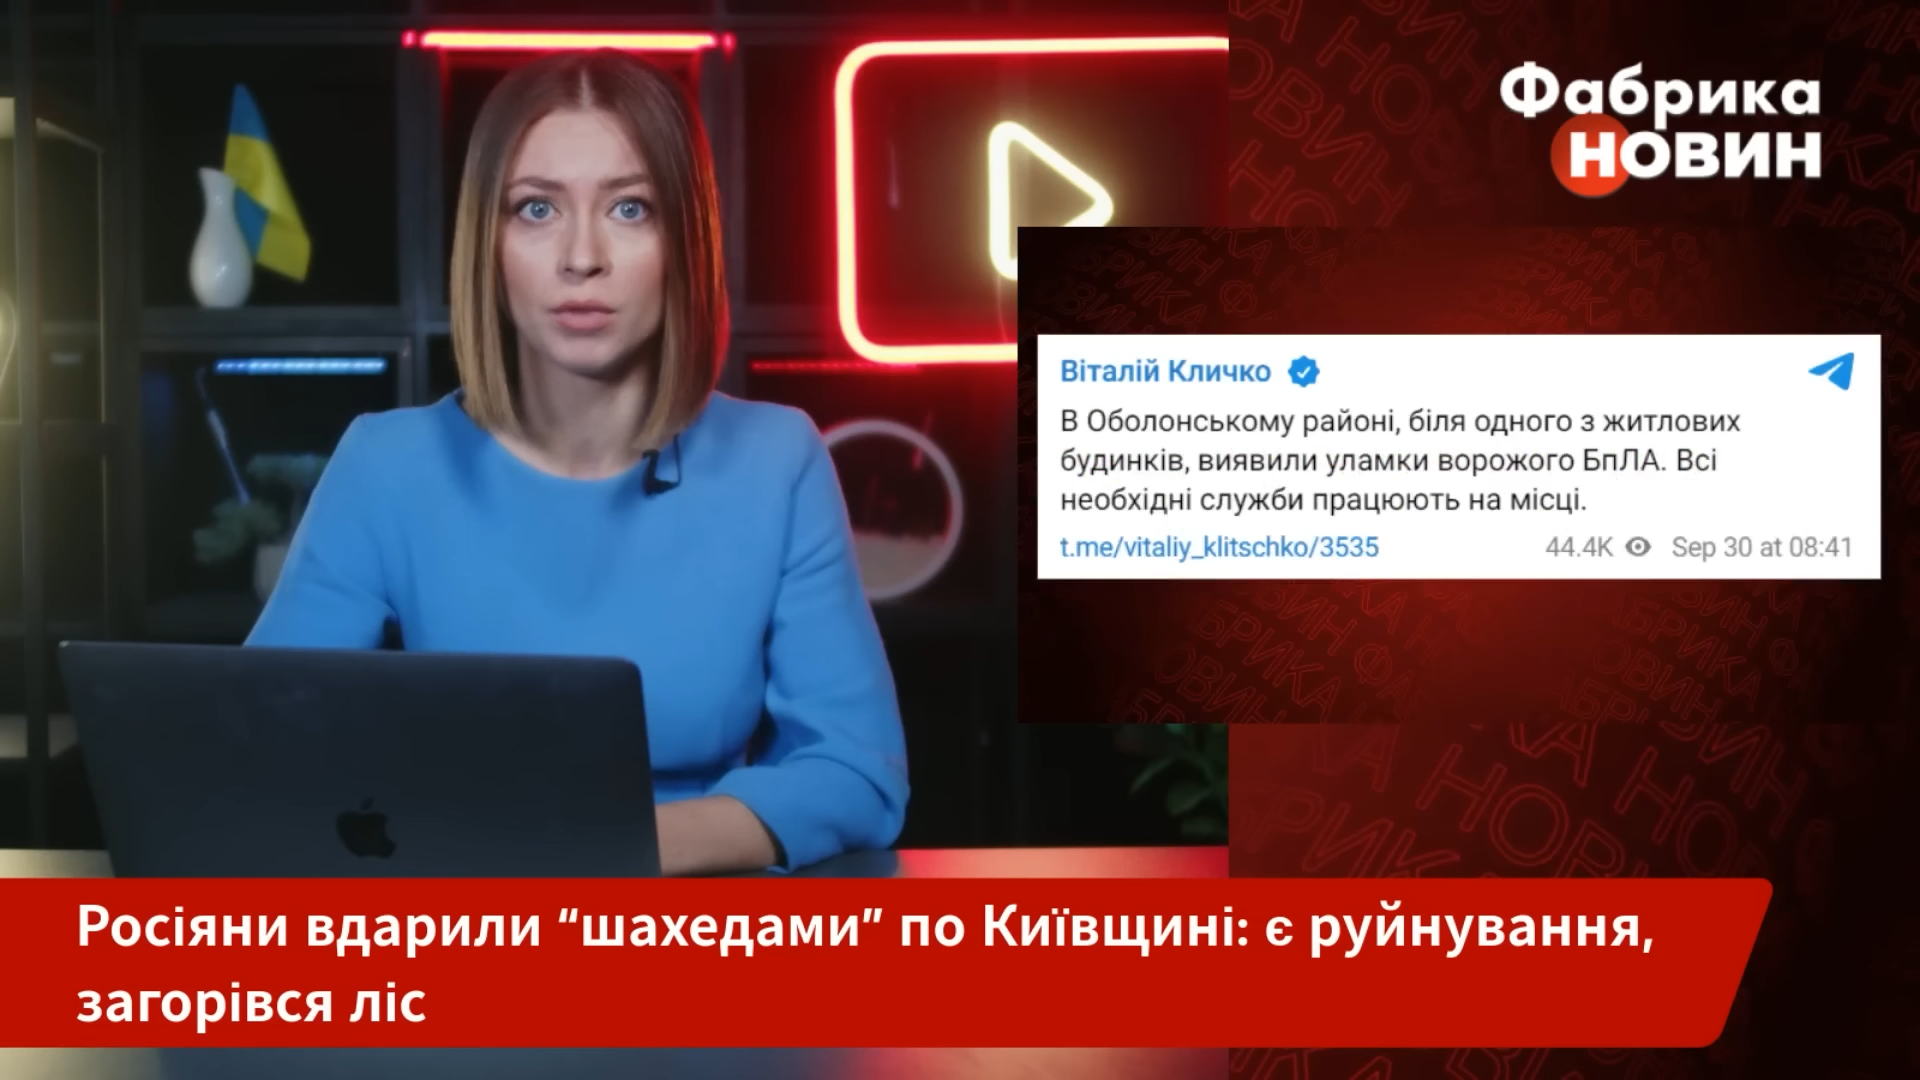 Фабрика
новин
Віталій Кличко
В Оболонському районі, біля одного з житлових
будинків, виявили уламки ворожого БпЛА. Всі
необхідні служби працюють на місці.
t.me/vitaliy_klitschko/3535 44.4K Sep 30 at 08:41
Росіяни вдарили “шахедами” по Київщині: є руйнування,
загорівся ліс